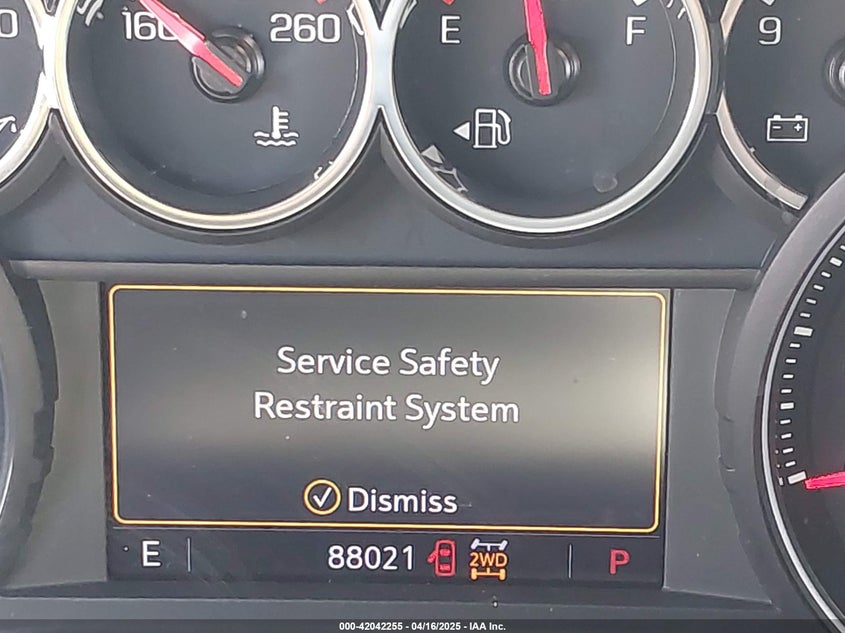 160 260 E F 9
Service Safety
Restraint System
Dismiss
E 88021 2WD P
000-42042255 - 04/16/2025 - IAA Inc.